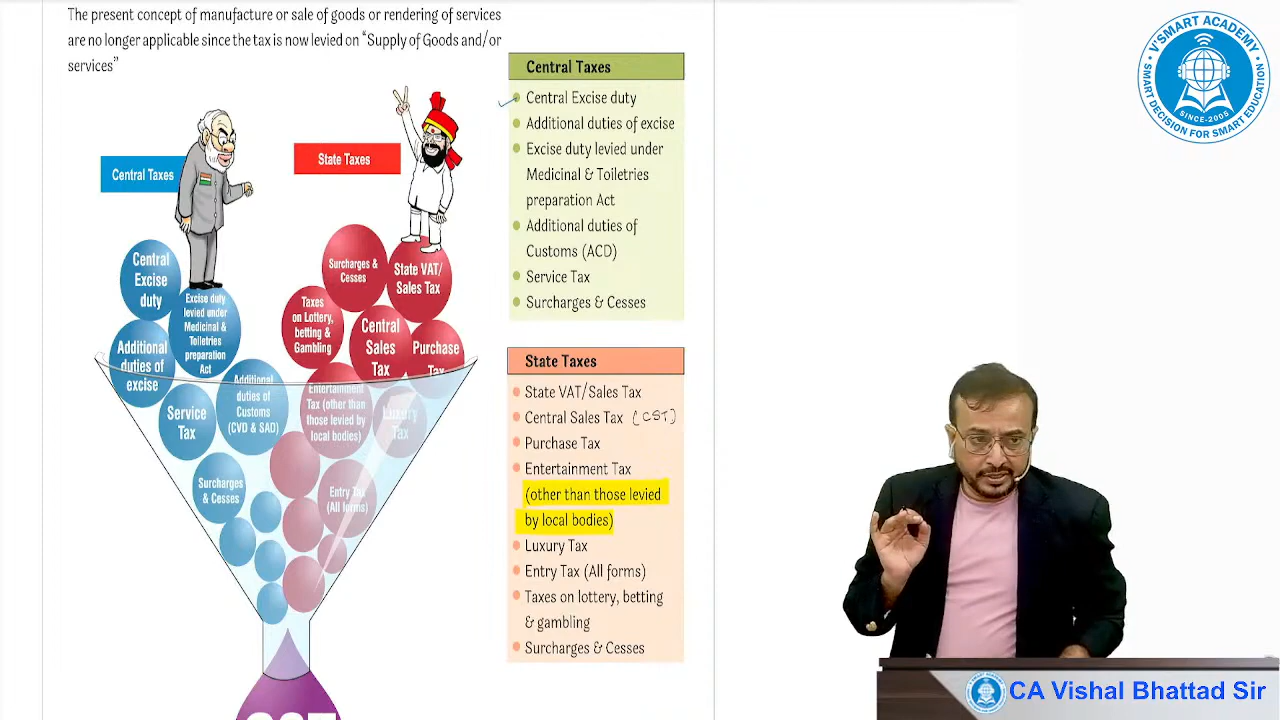 The present concept of manufacture or sale of goods or rendering of services
are no longer applicable since the tax is now levied on “Supply of Goods and/or
services”
Central Taxes
State Taxes
Central
Excise
duty
Excise duty
levied under
Medicinal &
Toiletries
preparation
Act
Additional
duties of
excise
Service
Tax
Additional
duties of
Customs
(CVD & SAD)
Surcharges
& Cesses
Surcharges &
Cesses
State VAT/
Sales Tax
Taxes
on Lottery,
betting &
Gambling
Central
Sales
Tax
Purchase
Tax
Entertainment
Tax (other than
those levied by
local bodies)
Luxury
Tax
Entry Tax
(All forms)
GST
Central Taxes
Central Excise duty
Additional duties of excise
Excise duty levied under
Medicinal & Toiletries
preparation Act
Additional duties of
Customs (ACD)
Service Tax
Surcharges & Cesses
State Taxes
State VAT/Sales Tax
Central Sales Tax (CST)
Purchase Tax
Entertainment Tax
(other than those levied
by local bodies)
Luxury Tax
Entry Tax (All forms)
Taxes on lottery, betting
& gambling
Surcharges & Cesses
V'SMART ACADEMY
SMART DECISION FOR SMART EDUCATION
SINCE-2005
CA Vishal Bhattad Sir